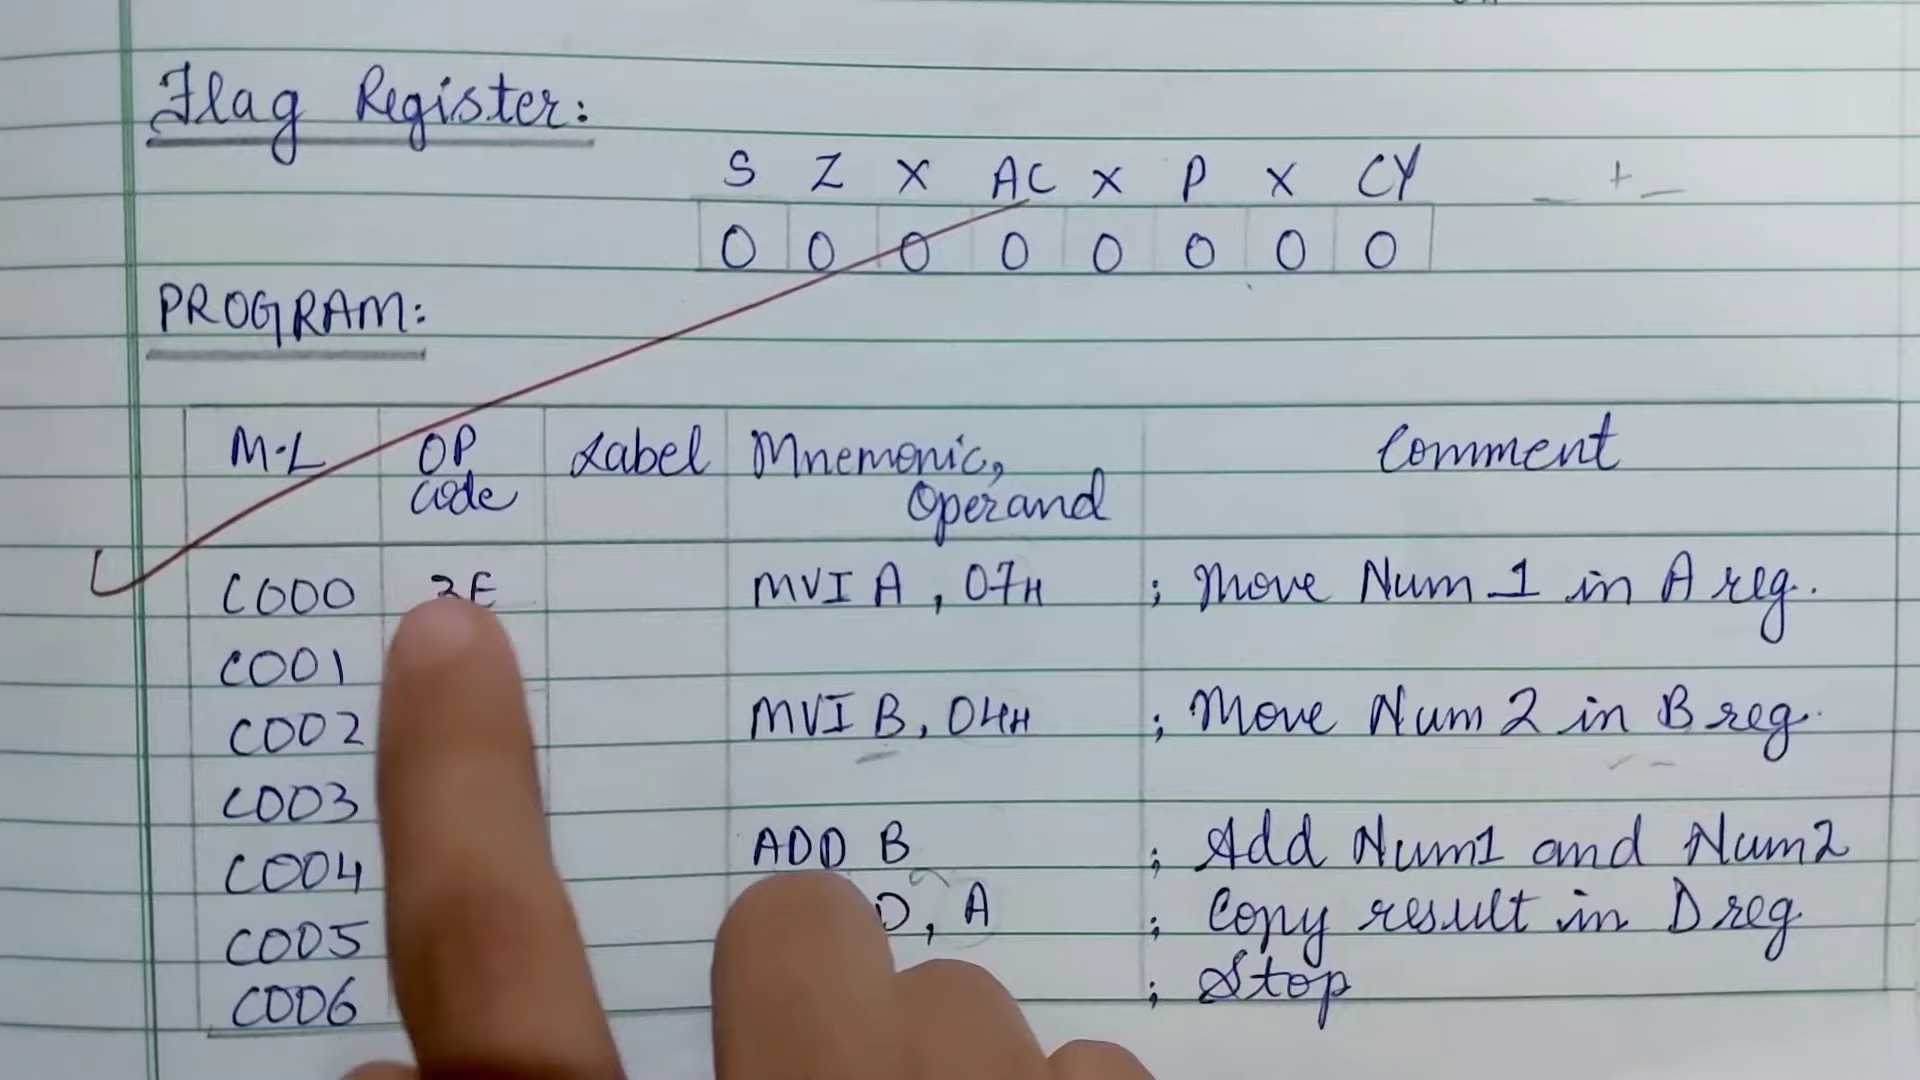 Flag Register:
S Z X AC X P X CY
0 0 0 0 0 0 0 0
PROGRAM:
M.L OP Code Label Mnemonic, Operand Comment
C000 3E MVI A, 07H ; Move Num 1 in A reg.
C001
C002 MVI B, 04H ; Move Num 2 in B reg.
C003
C004 ADD B ; Add Num1 and Num2
C005 D, A ; Copy result in D reg
C006 ; Stop